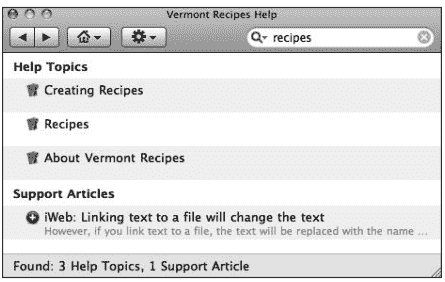 Vermont Recipes Help
recipes
Help Topics
Creating Recipes
Recipes
About Vermont Recipes
Support Articles
iWeb: Linking text to a file will change the text
However, if you link text to a file, the text will be replaced with the name ...
Found: 3 Help Topics, 1 Support Article